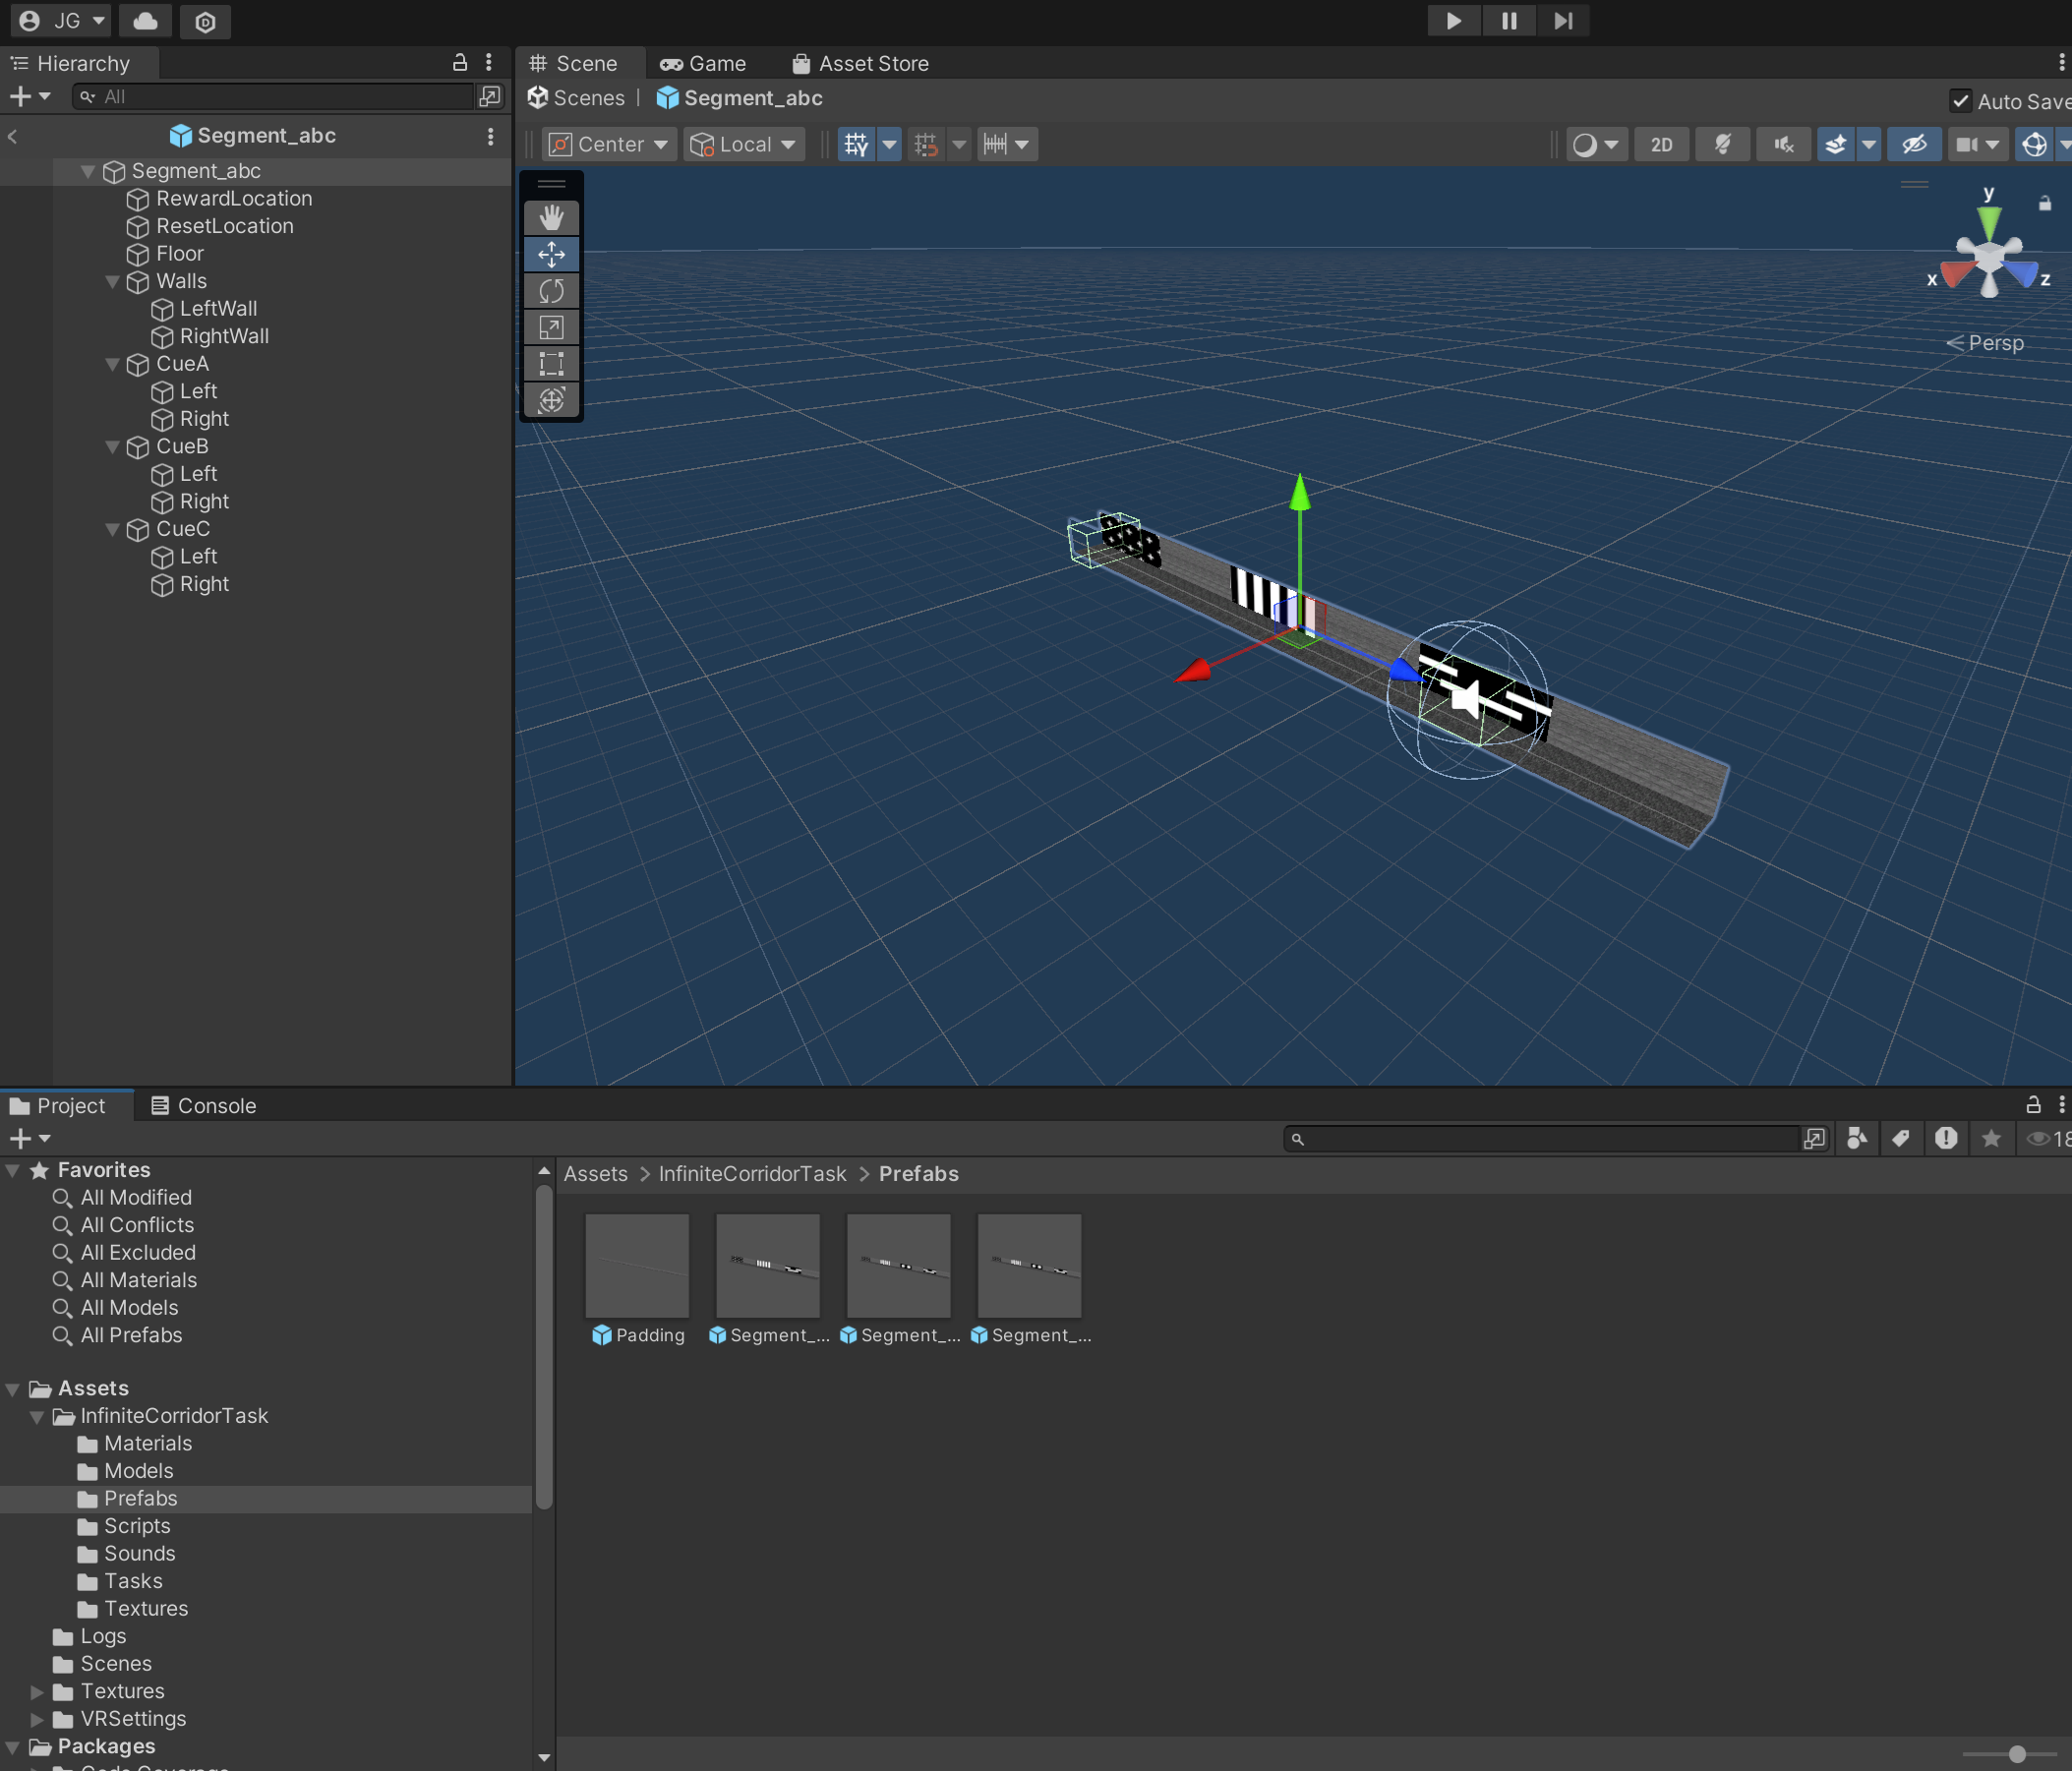 JG
Hierarchy
All
Segment_abc
Segment_abc
RewardLocation
ResetLocation
Floor
Walls
LeftWall
RightWall
CueA
Left
Right
CueB
Left
Right
CueC
Left
Right
Scene Game Asset Store
Scenes | Segment_abc Auto Save
Center Local 2D
y
x z
Persp
Project Console
18
Favorites
All Modified
All Conflicts
All Excluded
All Materials
All Models
All Prefabs
Assets
InfiniteCorridorTask
Materials
Models
Prefabs
Scripts
Sounds
Tasks
Textures
Logs
Scenes
Textures
VRSettings
Packages
Assets > InfiniteCorridorTask > Prefabs
Padding Segment_... Segment_... Segment_...